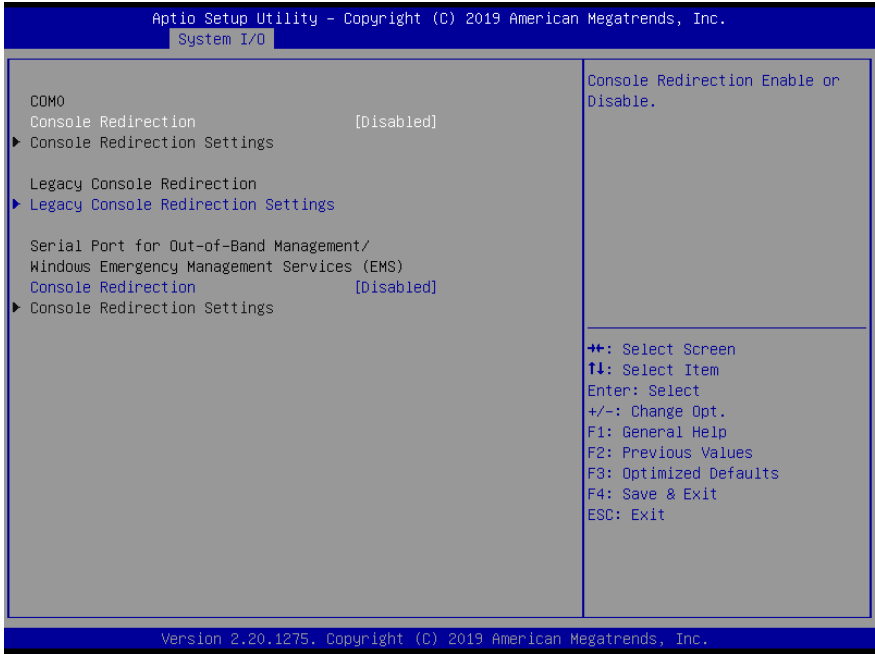 Aptio Setup Utility – Copyright (C) 2019 American Megatrends, Inc.
System I/O
COM0
Console Redirection [Disabled]
Console Redirection Settings
Legacy Console Redirection
Legacy Console Redirection Settings
Serial Port for Out-of-Band Management/
Windows Emergency Management Services (EMS)
Console Redirection [Disabled]
Console Redirection Settings
Console Redirection Enable or
Disable.
→←: Select Screen
↑↓: Select Item
Enter: Select
+/-: Change Opt.
F1: General Help
F2: Previous Values
F3: Optimized Defaults
F4: Save & Exit
ESC: Exit
Version 2.20.1275. Copyright (C) 2019 American Megatrends, Inc.